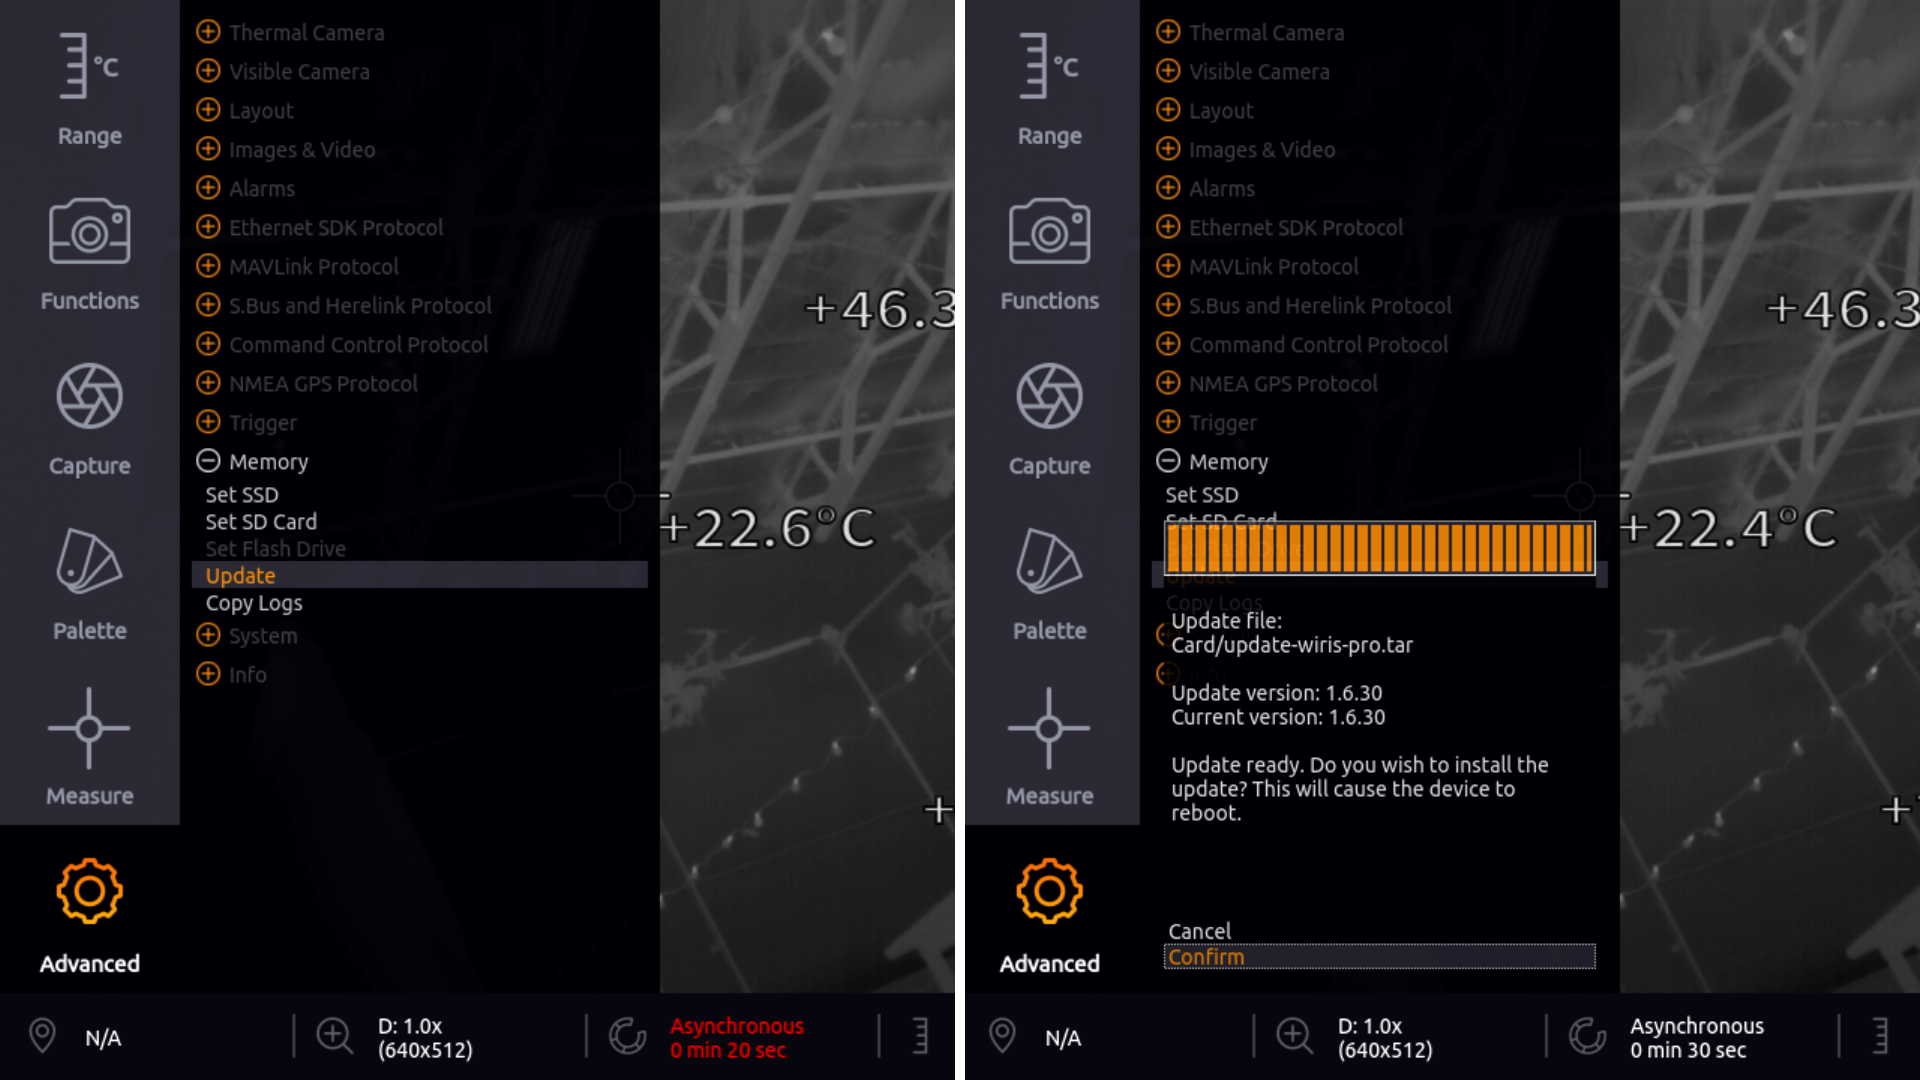 °C
Range
Functions
Capture
Palette
Measure
Advanced
Thermal Camera
Visible Camera
Layout
Images & Video
Alarms
Ethernet SDK Protocol
MAVLink Protocol
S.Bus and Herelink Protocol
Command Control Protocol
NMEA GPS Protocol
Trigger
Memory
Set SSD
Set SD Card
Set Flash Drive
Update
Copy Logs
System
Info
+46.3
+22.6°C
+
N/A
D: 1.0x
(640x512)
Asynchronous
0 min 20 sec
°C
Range
Functions
Capture
Palette
Measure
Advanced
Thermal Camera
Visible Camera
Layout
Images & Video
Alarms
Ethernet SDK Protocol
MAVLink Protocol
S.Bus and Herelink Protocol
Command Control Protocol
NMEA GPS Protocol
Trigger
Memory
Set SSD
Set SD Card
Set Flash Drive
Update
Copy Logs
Update file:
Card/update-wiris-pro.tar
Update version: 1.6.30
Current version: 1.6.30
Update ready. Do you wish to install the
update? This will cause the device to
reboot.
Cancel
Confirm
+46.3
+22.4°C
+
N/A
D: 1.0x
(640x512)
Asynchronous
0 min 30 sec